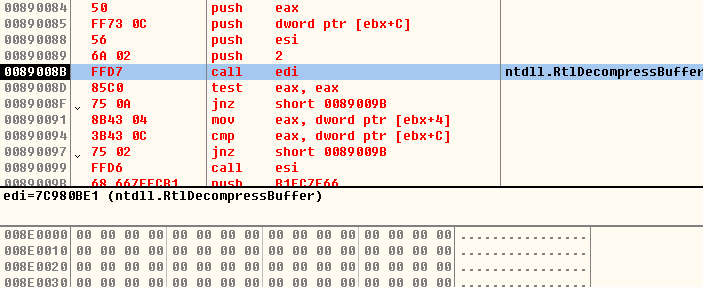 00890084 50 push eax
00890085 FF73 0C push dword ptr [ebx+C]
00890088 56 push esi
00890089 6A 02 push 2
0089008B FFD7 call edi ntdll.RtlDecompressBuffer
0089008D 85C0 test eax, eax
0089008F 75 0A jnz short 0089009B
00890091 8B43 04 mov eax, dword ptr [ebx+4]
00890094 3B43 0C cmp eax, dword ptr [ebx+C]
00890097 75 02 jnz short 0089009B
00890099 FFD6 call esi
0089009B 68 667EECB1 push B1EC7E66
edi=7C980BE1 (ntdll.RtlDecompressBuffer)
008E0000 00 00 00 00 00 00 00 00 00 00 00 00 00 00 00 00 ................
008E0010 00 00 00 00 00 00 00 00 00 00 00 00 00 00 00 00 ................
008E0020 00 00 00 00 00 00 00 00 00 00 00 00 00 00 00 00 ................
008E0030 00 00 00 00 00 00 00 00 00 00 00 00 00 00 00 00 ................